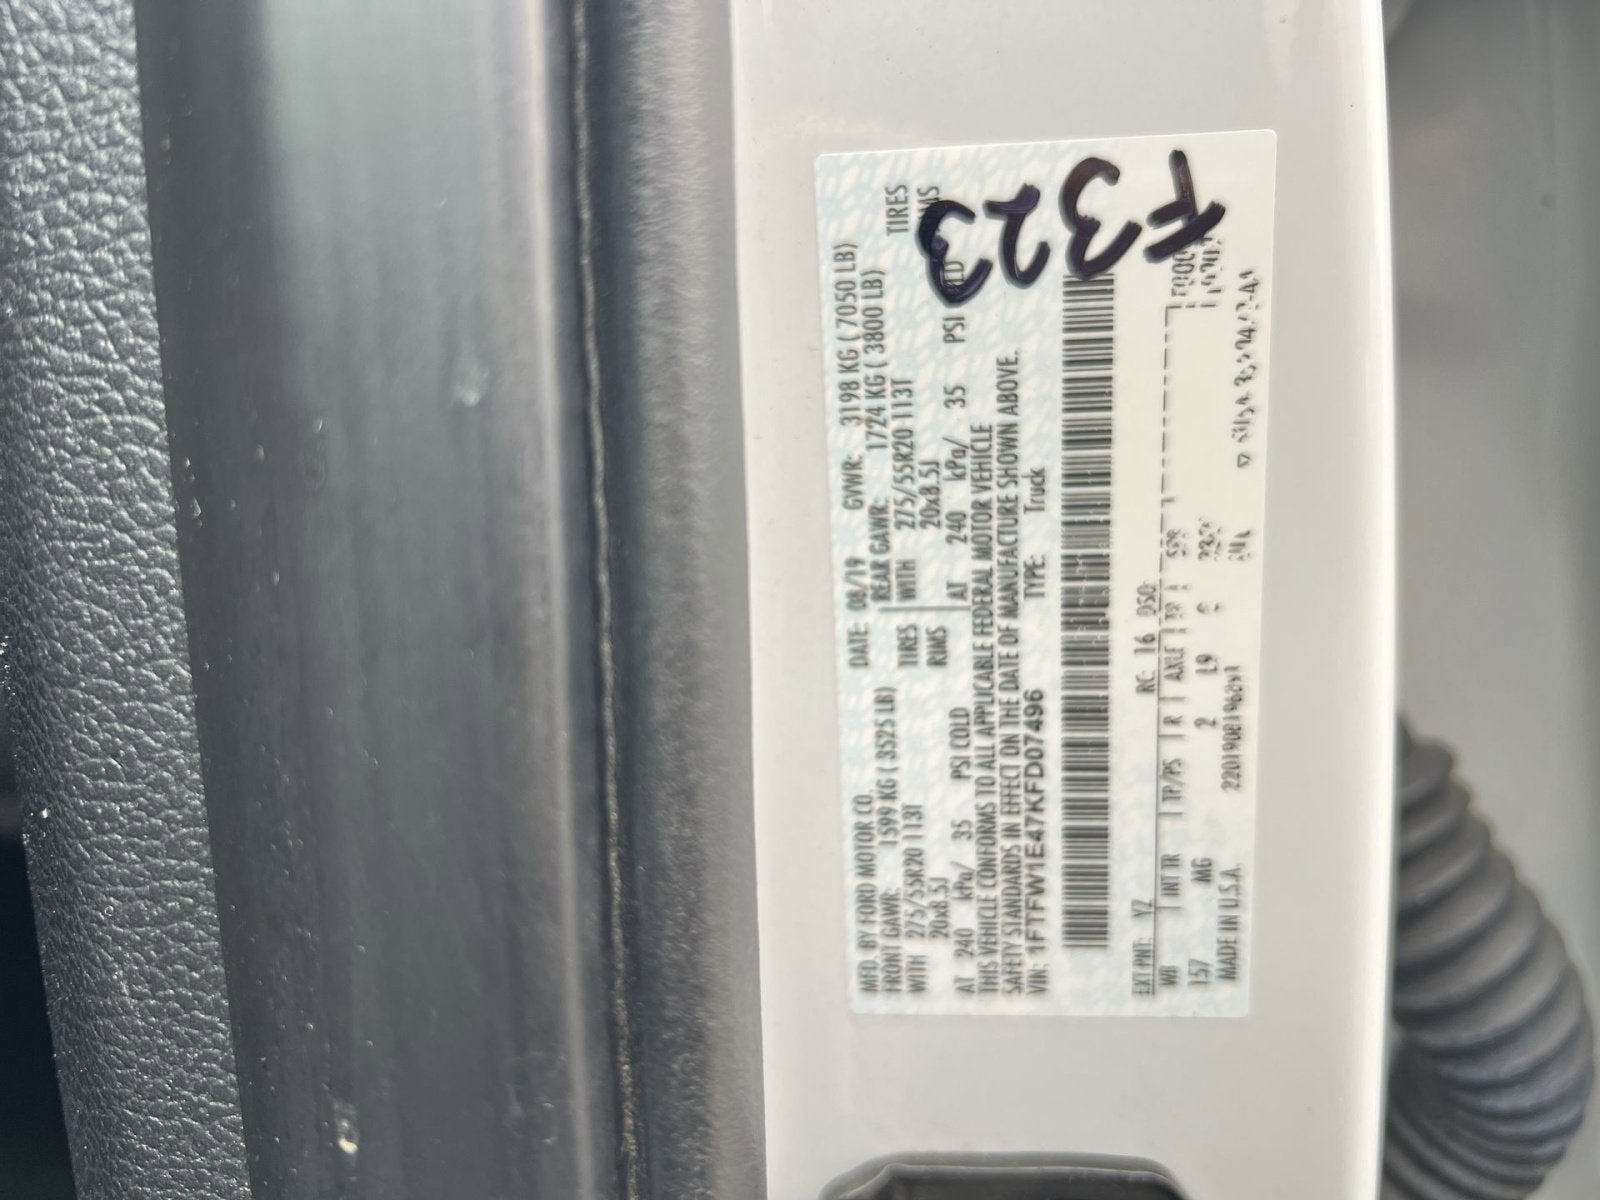 MFD. BY FORD MOTOR CO. DATE: 08/19 GVWR: 3198 KG ( 7050 LB)
FRONT GAWR: 1599 KG ( 3525 LB) REAR GAWR: 1724 KG ( 3800 LB)
WITH 275/55R20 113T TIRES WITH 275/55R20 113T TIRES
20x8.5J RIMS 20x8.5J
AT 240 kPa/ 35 PSI COLD AT 240 kPa/ 35 PSI
THIS VEHICLE CONFORMS TO ALL APPLICABLE FEDERAL MOTOR VEHICLE
SAFETY STANDARDS IN EFFECT ON THE DATE OF MANUFACTURE SHOWN ABOVE.
VIN: 1FTFW1E47KFD07496 TYPE: Truck
F323
EXT PNT: YZ RC: 16 DSO:
WB INT TR TP/PS R AXLE TR SPR
157 MG 2 L9
MADE IN U.S.A.